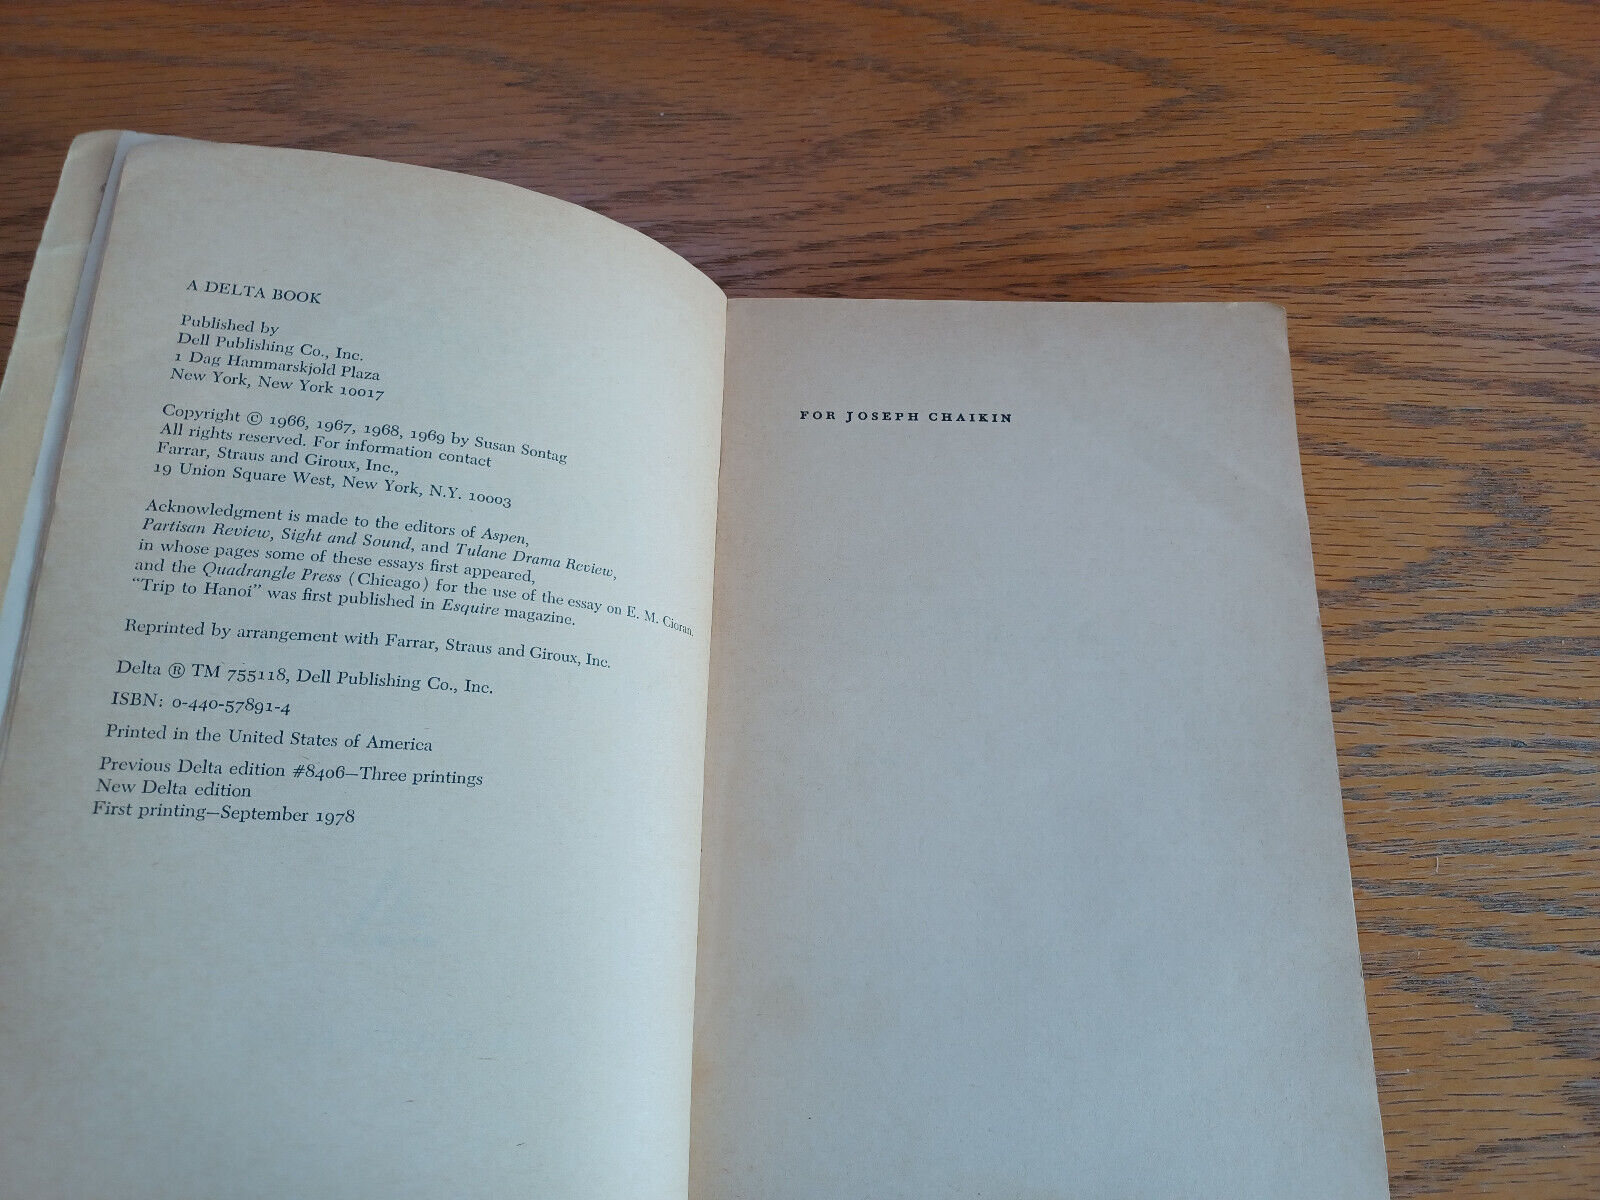 A DELTA BOOK
Published by
Dell Publishing Co., Inc.
1 Dag Hammarskjold Plaza
New York, New York 10017
Copyright © 1966, 1967, 1968, 1969 by Susan Sontag
All rights reserved. For information contact
Farrar, Straus and Giroux, Inc.,
19 Union Square West, New York, N.Y. 10003
Acknowledgment is made to the editors of Aspen,
Partisan Review, Sight and Sound, and Tulane Drama Review,
in whose pages some of these essays first appeared,
and the Quadrangle Press (Chicago) for the use of the essay on E. M. Cioran.
"Trip to Hanoi" was first published in Esquire magazine.
Reprinted by arrangement with Farrar, Straus and Giroux, Inc.
Delta ® TM 755118, Dell Publishing Co., Inc.
ISBN: 0-440-57891-4
Printed in the United States of America
Previous Delta edition #8406—Three printings
New Delta edition
First printing—September 1978
FOR JOSEPH CHAIKIN